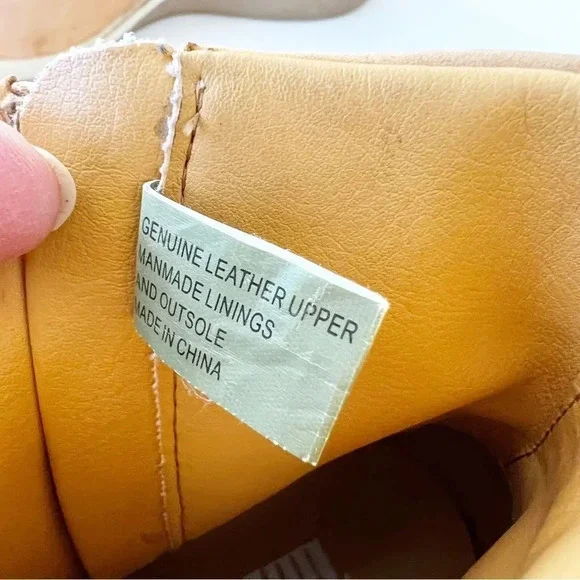 GENUINE LEATHER UPPER
MANMADE LININGS
AND OUTSOLE
MADE IN CHINA